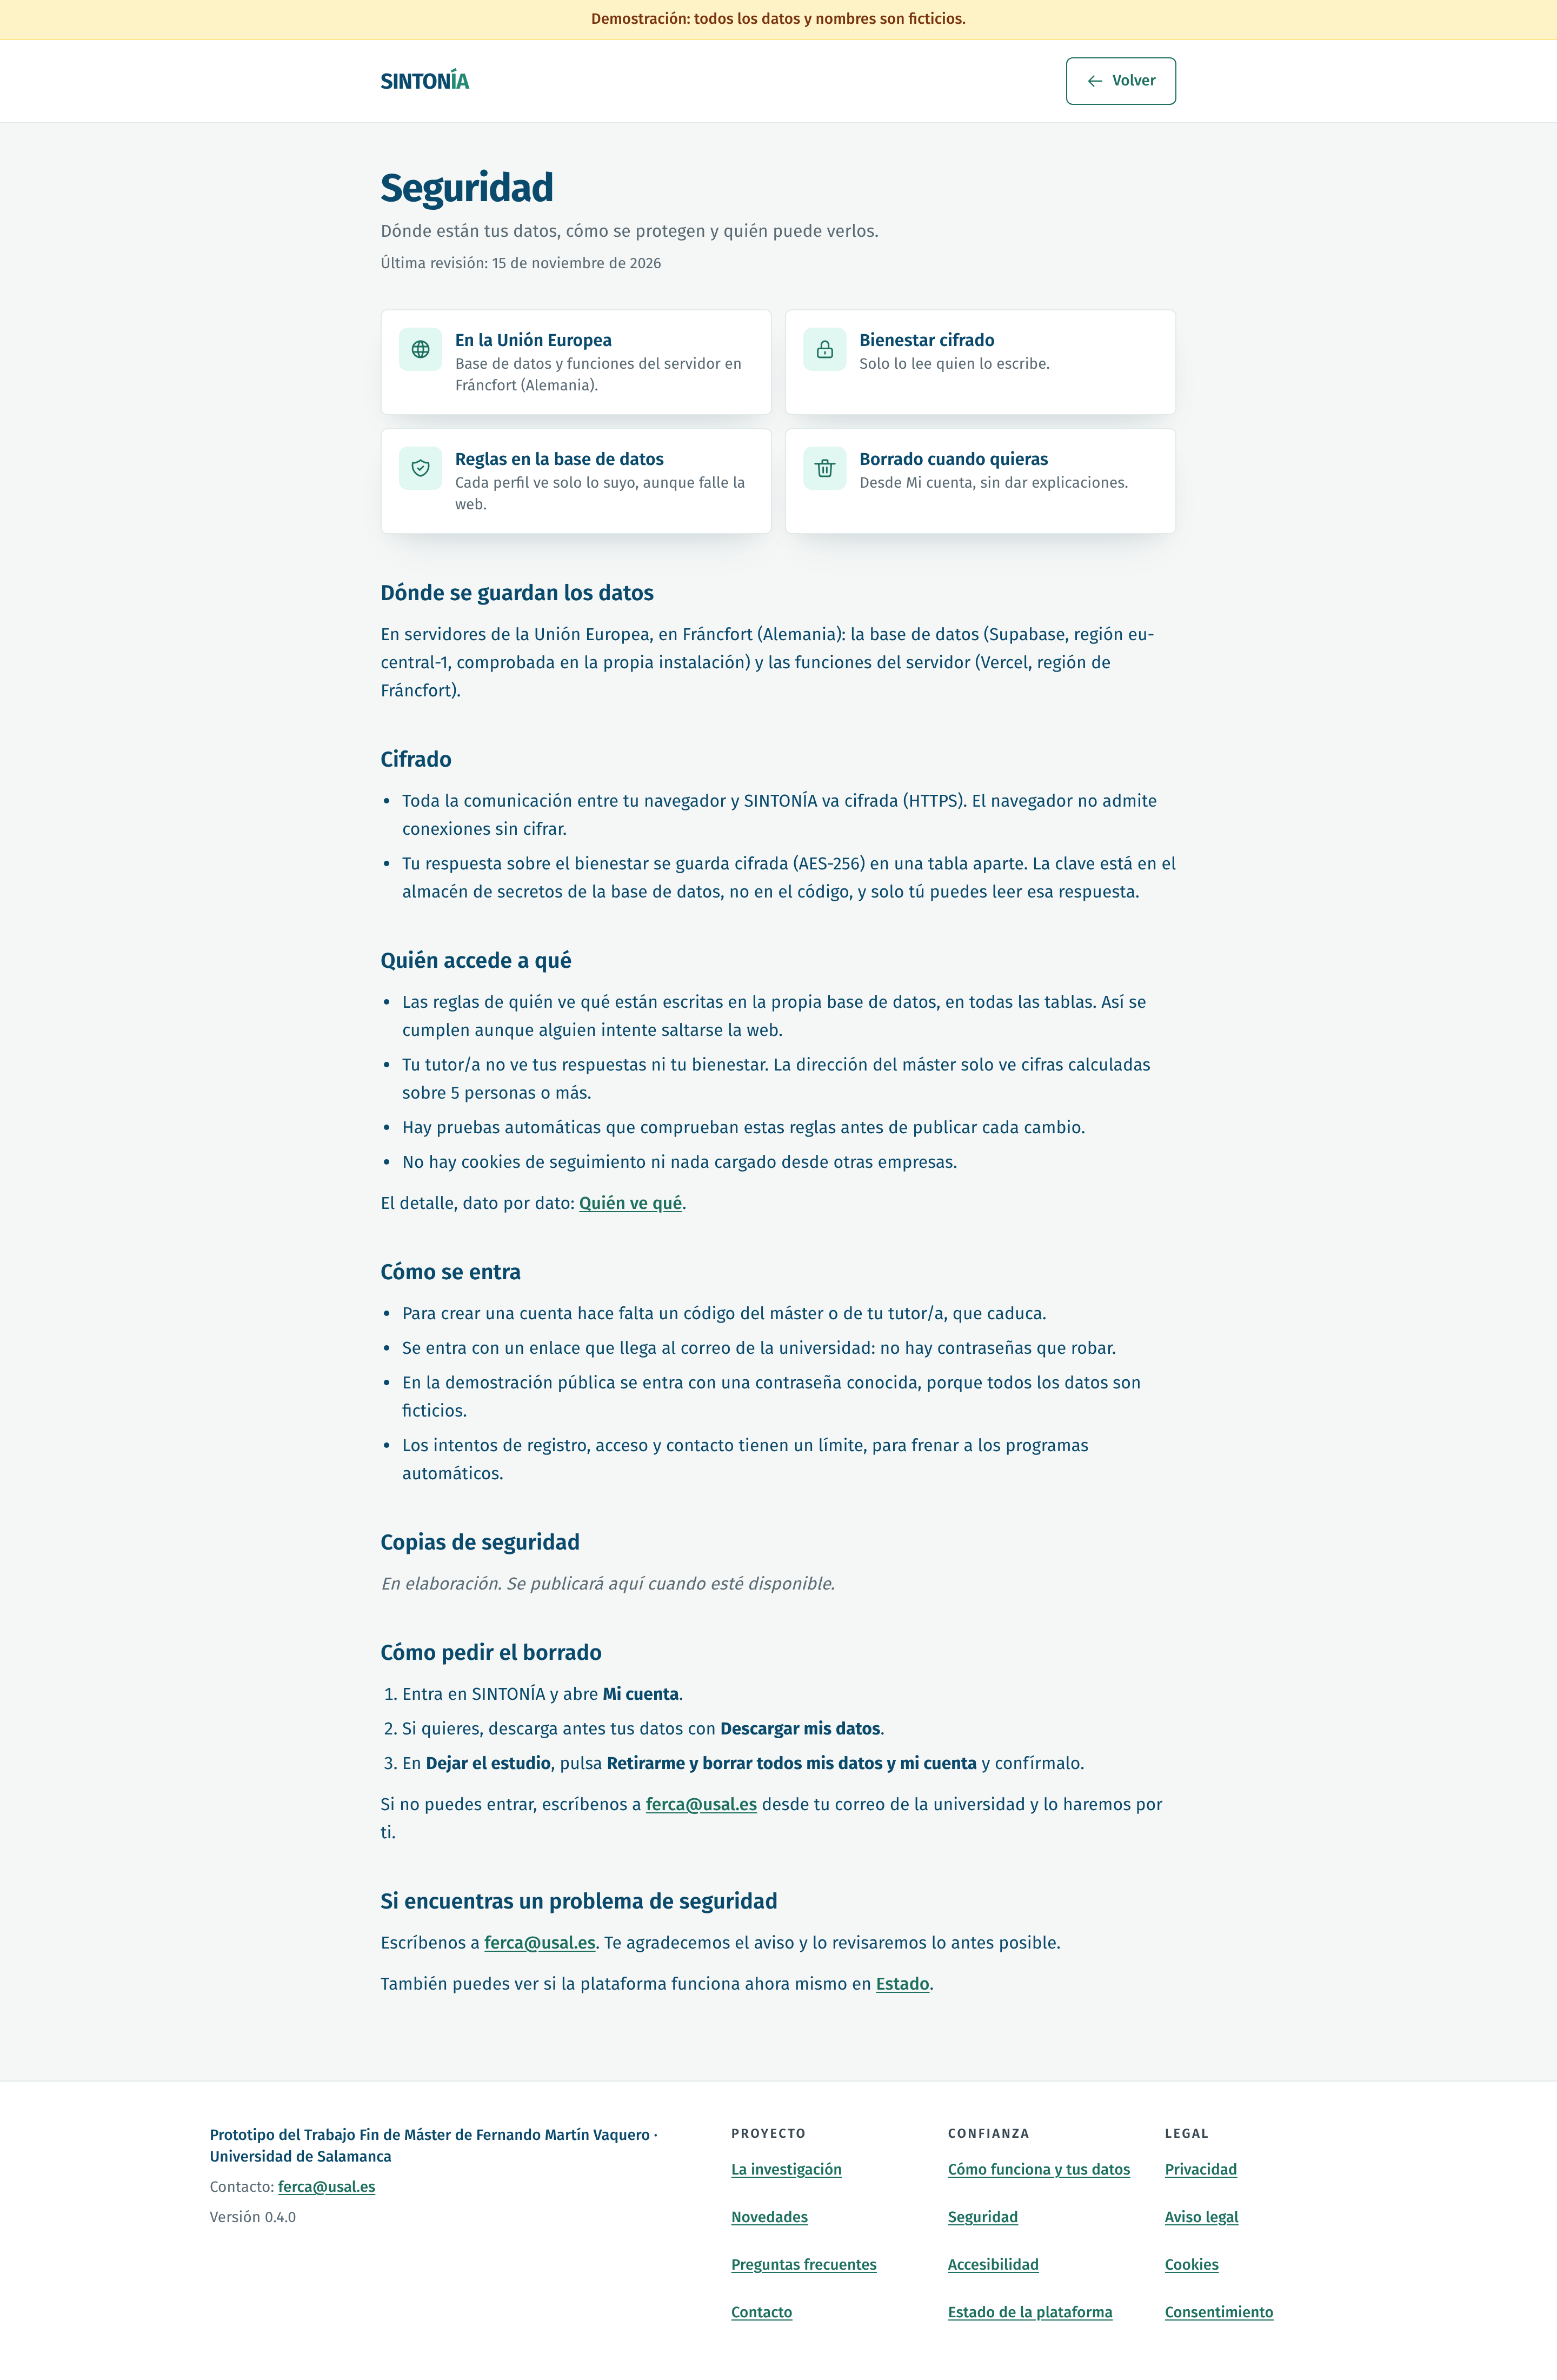 Demostración: todos los datos y nombres son ficticios.
SINTONÍA
Volver
Seguridad
Dónde están tus datos, cómo se protegen y quién puede verlos.
Última revisión: 15 de noviembre de 2026
En la Unión Europea
Base de datos y funciones del servidor en
Fráncfort (Alemania).
Bienestar cifrado
Solo lo lee quien lo escribe.
Reglas en la base de datos
Cada perfil ve solo lo suyo, aunque falle la
web.
Borrado cuando quieras
Desde Mi cuenta, sin dar explicaciones.
Dónde se guardan los datos
En servidores de la Unión Europea, en Fráncfort (Alemania): la base de datos (Supabase, región eu-
central-1, comprobada en la propia instalación) y las funciones del servidor (Vercel, región de
Fráncfort).
Cifrado
• Toda la comunicación entre tu navegador y SINTONÍA va cifrada (HTTPS). El navegador no admite
conexiones sin cifrar.
• Tu respuesta sobre el bienestar se guarda cifrada (AES-256) en una tabla aparte. La clave está en el
almacén de secretos de la base de datos, no en el código, y solo tú puedes leer esa respuesta.
Quién accede a qué
• Las reglas de quién ve qué están escritas en la propia base de datos, en todas las tablas. Así se
cumplen aunque alguien intente saltarse la web.
• Tu tutor/a no ve tus respuestas ni tu bienestar. La dirección del máster solo ve cifras calculadas
sobre 5 personas o más.
• Hay pruebas automáticas que comprueban estas reglas antes de publicar cada cambio.
• No hay cookies de seguimiento ni nada cargado desde otras empresas.
El detalle, dato por dato: Quién ve qué.
Cómo se entra
• Para crear una cuenta hace falta un código del máster o de tu tutor/a, que caduca.
• Se entra con un enlace que llega al correo de la universidad: no hay contraseñas que robar.
• En la demostración pública se entra con una contraseña conocida, porque todos los datos son
ficticios.
• Los intentos de registro, acceso y contacto tienen un límite, para frenar a los programas
automáticos.
Copias de seguridad
En elaboración. Se publicará aquí cuando esté disponible.
Cómo pedir el borrado
1. Entra en SINTONÍA y abre Mi cuenta.
2. Si quieres, descarga antes tus datos con Descargar mis datos.
3. En Dejar el estudio, pulsa Retirarme y borrar todos mis datos y mi cuenta y confírmalo.
Si no puedes entrar, escríbenos a ferca@usal.es desde tu correo de la universidad y lo haremos por
ti.
Si encuentras un problema de seguridad
Escríbenos a ferca@usal.es. Te agradecemos el aviso y lo revisaremos lo antes posible.
También puedes ver si la plataforma funciona ahora mismo en Estado.
Prototipo del Trabajo Fin de Máster de Fernando Martín Vaquero ·
Universidad de Salamanca
Contacto: ferca@usal.es
Versión 0.4.0
PROYECTO
La investigación
Novedades
Preguntas frecuentes
Contacto
CONFIANZA
Cómo funciona y tus datos
Seguridad
Accesibilidad
Estado de la plataforma
LEGAL
Privacidad
Aviso legal
Cookies
Consentimiento